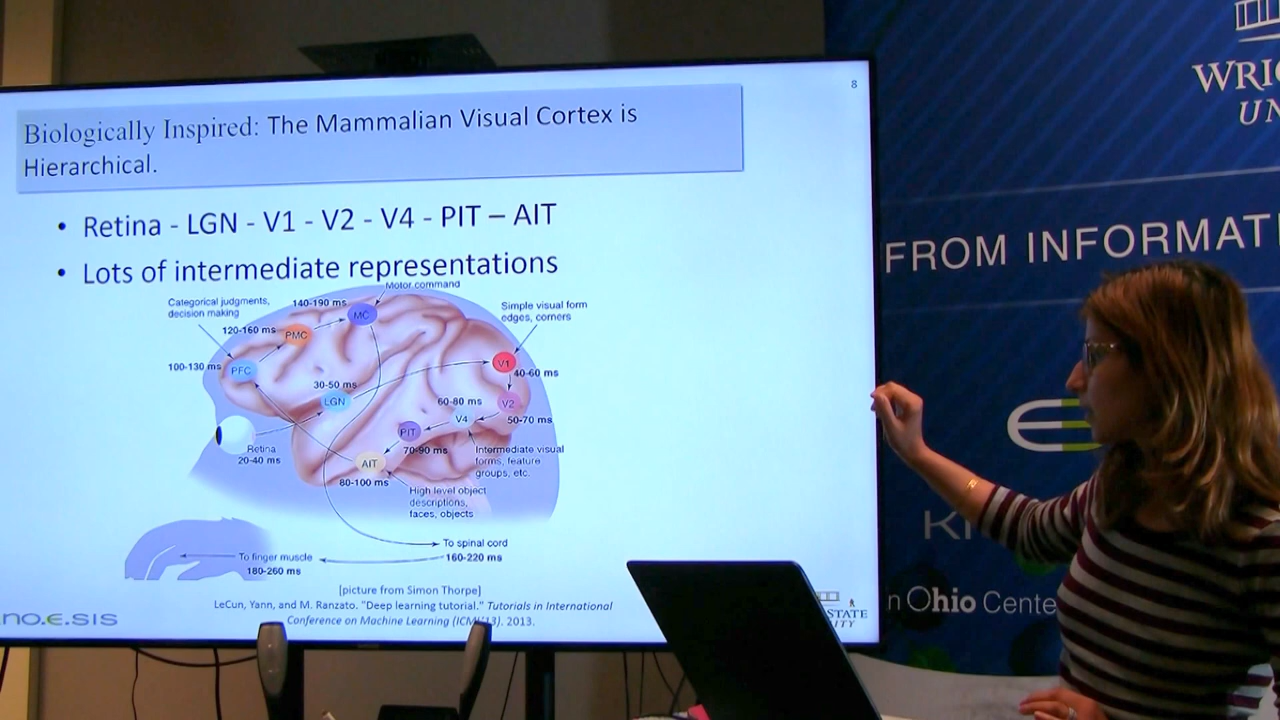 8
Biologically Inspired: The Mammalian Visual Cortex is
Hierarchical.
• Retina - LGN - V1 - V2 - V4 - PIT – AIT
• Lots of intermediate representations
Motor command
Categorical judgments,
decision making
140-190 ms
MC
Simple visual form
edges, corners
120-160 ms
PMC
100-130 ms
PFC
V1
40-60 ms
30-50 ms
LGN
60-80 ms
V2
V4
50-70 ms
PIT
Retina
20-40 ms
70-90 ms
Intermediate visual
forms, feature
groups, etc.
AIT
80-100 ms
High level object
descriptions,
faces, objects
To spinal cord
160-220 ms
To finger muscle
180-260 ms
[picture from Simon Thorpe]
LeCun, Yann, and M. Ranzato. "Deep learning tutorial." Tutorials in International
Conference on Machine Learning (ICML'13). 2013.
no.e.sis
STATE
ITY
WRIG
UN
FROM INFORMAT
Kn
n Ohio Cente